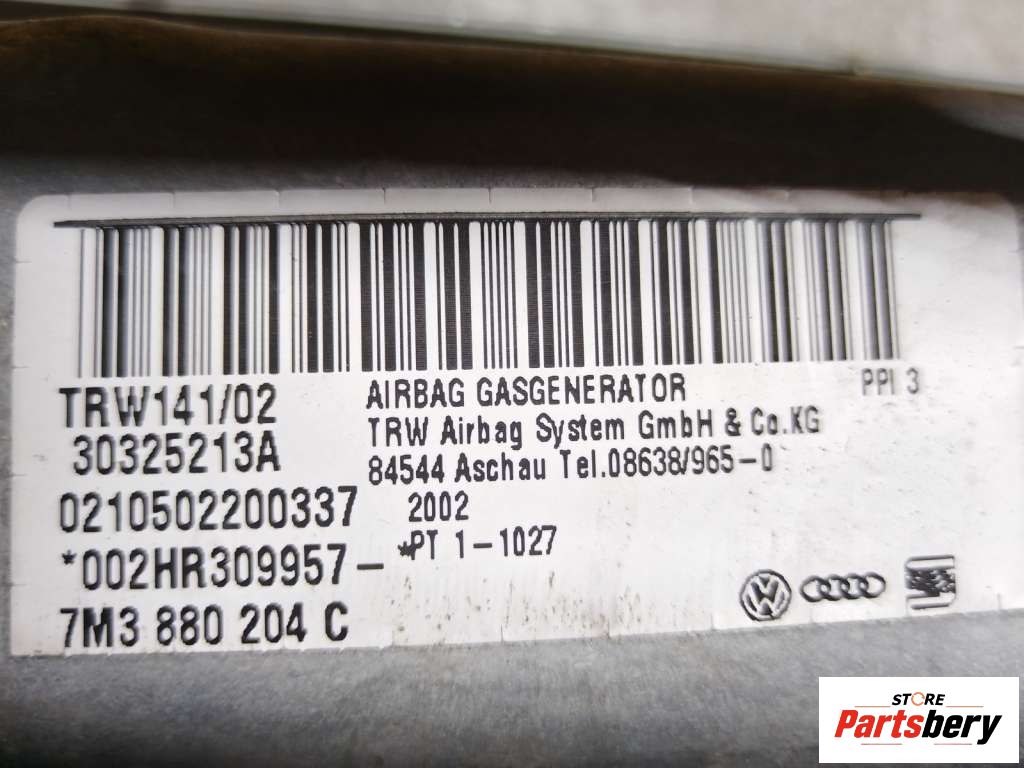 TRW141/02
30325213A
0210502200337
*002HR309957-
7M3 880 204 C
AIRBAG GASGENERATOR
TRW Airbag System GmbH & Co.KG
84544 Aschau Tel.08638/965-0
2002
*PT 1-1027
PPI 3
STORE
Partsbery